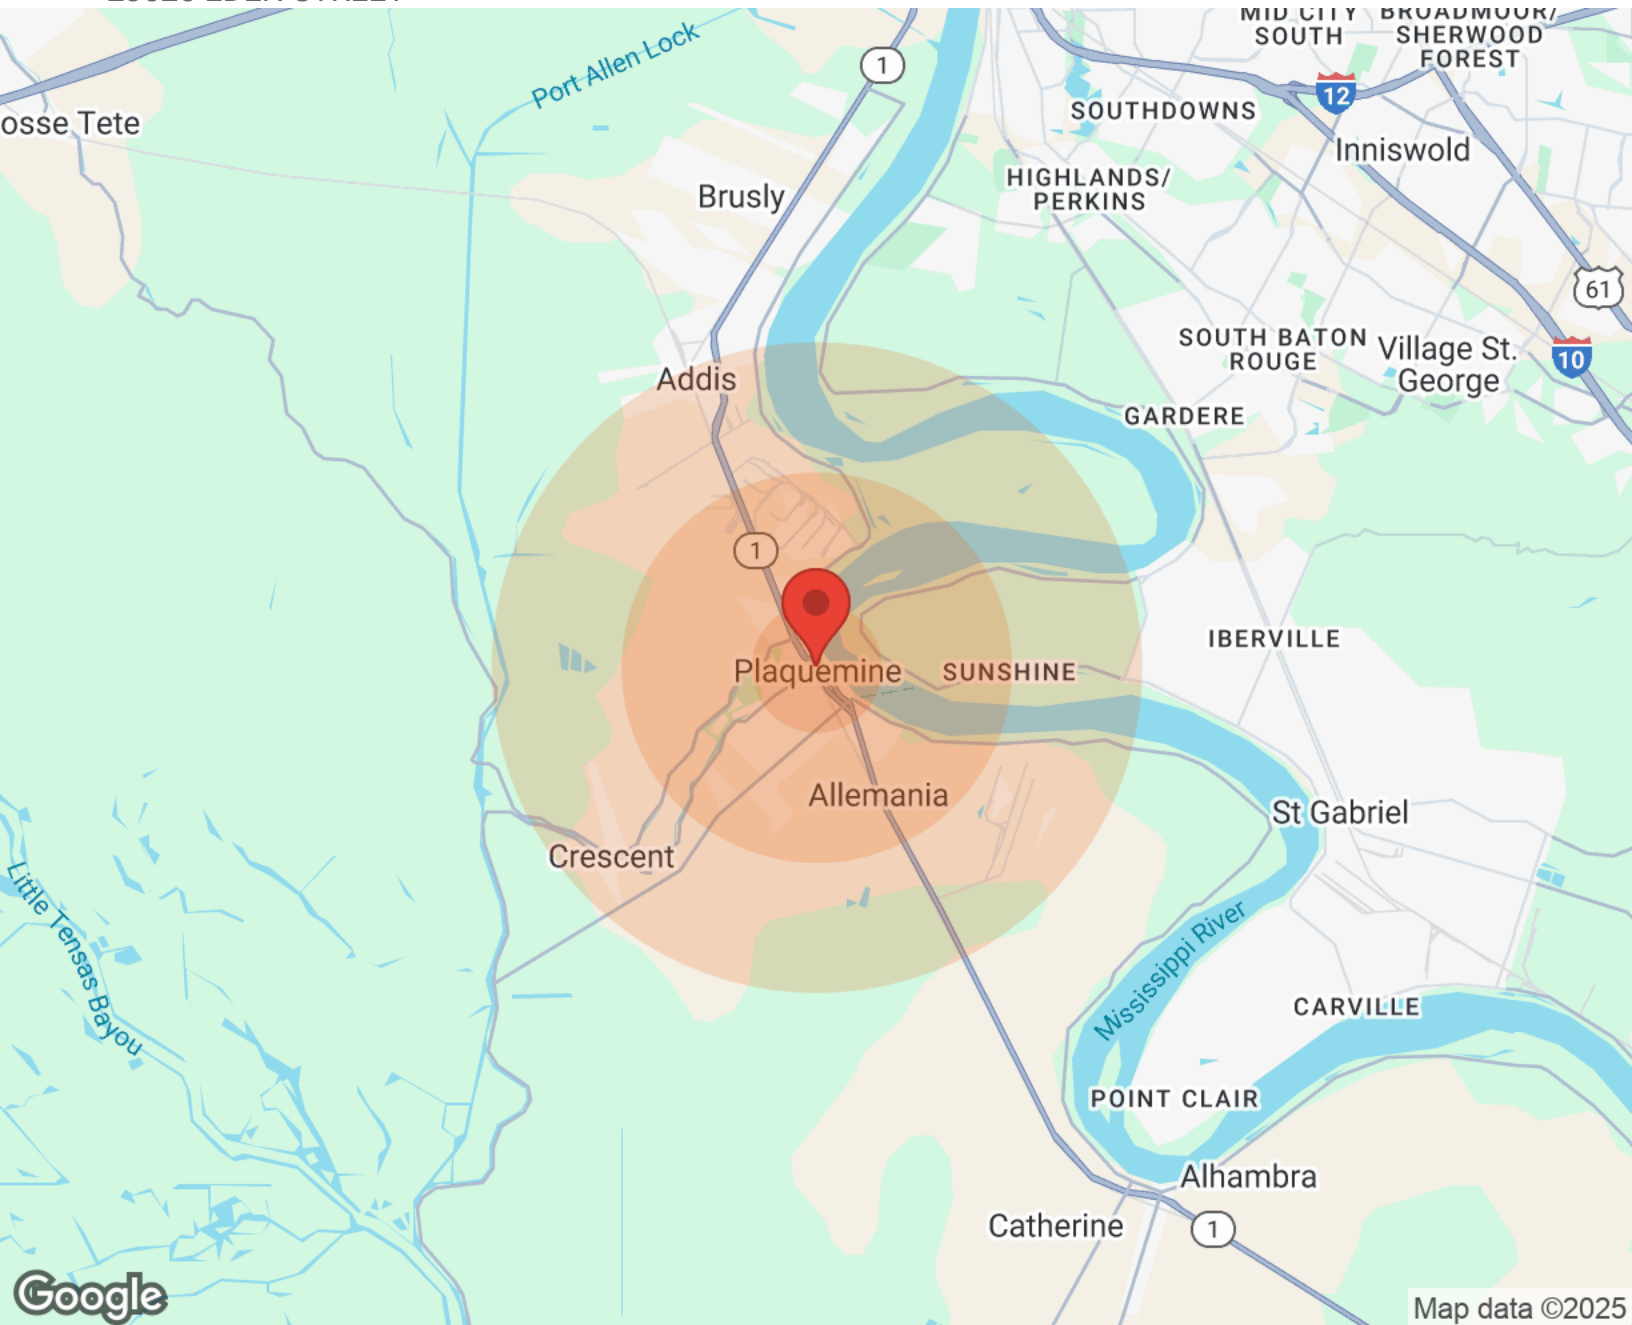 Port Allen Lock
1
MID CITY
SOUTH
BROADMOOR/
SHERWOOD
FOREST
12
osse Tete
SOUTHDOWNS
Inniswold
HIGHLANDS/
PERKINS
Brusly
61
SOUTH BATON
ROUGE
Village St.
George
10
Addis
GARDERE
1
IBERVILLE
Plaquemine
SUNSHINE
Allemania
St Gabriel
Crescent
Little Tensas Bayou
Mississippi River
CARVILLE
POINT CLAIR
Alhambra
Catherine
1
Google
Map data ©2025